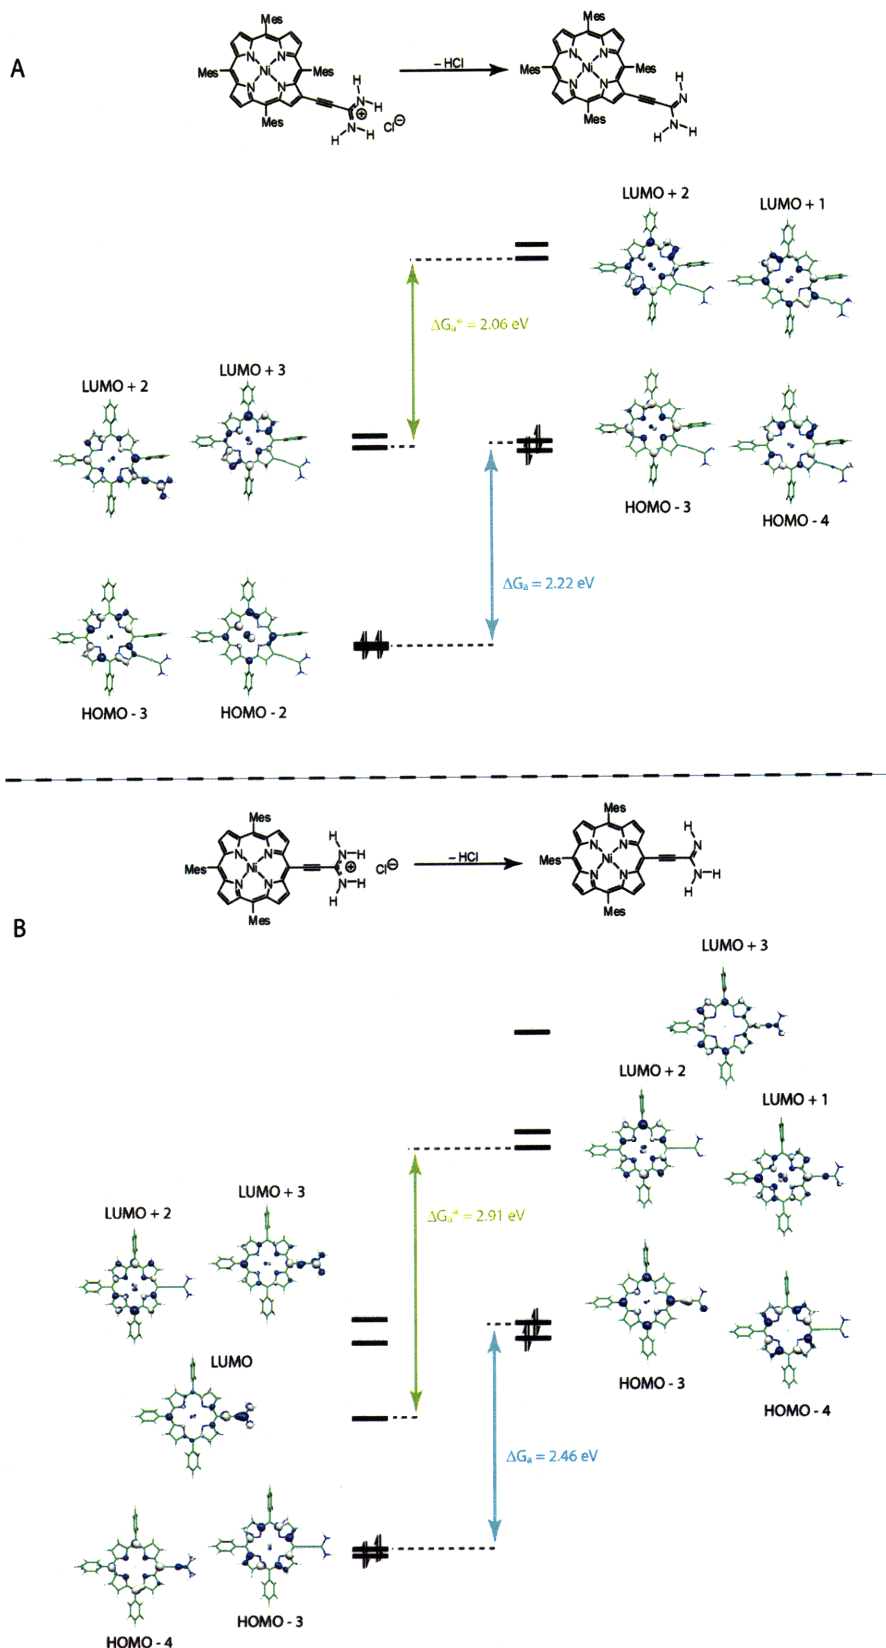 A
Mes
Mes
N
N
Ni
N
N
Mes
Mes
H
N–H
⊕
N–H
H
Cl⊖
– HCl
Mes
Mes
N
N
Ni
N
N
Mes
Mes
H
N
N–H
H
LUMO + 2
LUMO + 1
ΔGa* = 2.06 eV
LUMO + 2
LUMO + 3
HOMO - 3
HOMO - 4
ΔGa = 2.22 eV
HOMO - 3
HOMO - 2
B
Mes
Mes
N
N
Ni
N
N
Mes
H
N–H
⊕
N–H
H
Cl⊖
– HCl
Mes
Mes
N
N
Ni
N
N
Mes
H
N
N–H
H
LUMO + 3
LUMO + 2
LUMO + 1
ΔGa* = 2.91 eV
LUMO + 2
LUMO + 3
LUMO
HOMO - 3
HOMO - 4
ΔGa = 2.46 eV
HOMO - 4
HOMO - 3